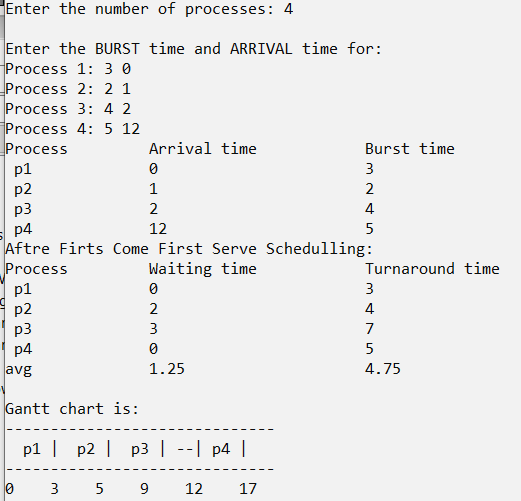 Enter the number of processes: 4
Enter the BURST time and ARRIVAL time for:
Process 1: 3 0
Process 2: 2 1
Process 3: 4 2
Process 4: 5 12
Process Arrival time Burst time
p1 0 3
p2 1 2
p3 2 4
p4 12 5
Aftre Firts Come First Serve Schedulling:
Process Waiting time Turnaround time
p1 0 3
p2 2 4
p3 3 7
p4 0 5
avg 1.25 4.75
Gantt chart is:
------------------------------
p1 | p2 | p3 | --| p4 |
------------------------------
0 3 5 9 12 17